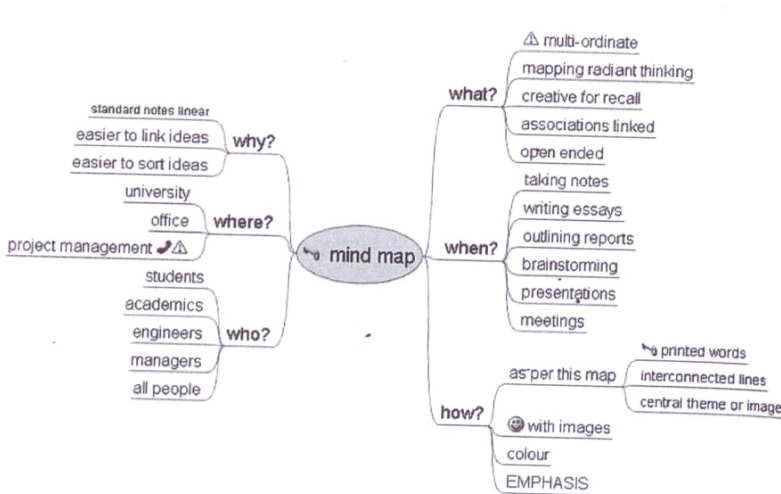 mind map
what?
multi-ordinate
mapping radiant thinking
creative for recall
associations linked
open ended
when?
taking notes
writing essays
outlining reports
brainstorming
presentations
meetings
how?
as per this map
printed words
interconnected lines
central theme or image
with images
colour
EMPHASIS
why?
standard notes linear
easier to link ideas
easier to sort ideas
where?
university
office
project management
who?
students
academics
engineers
managers
all people